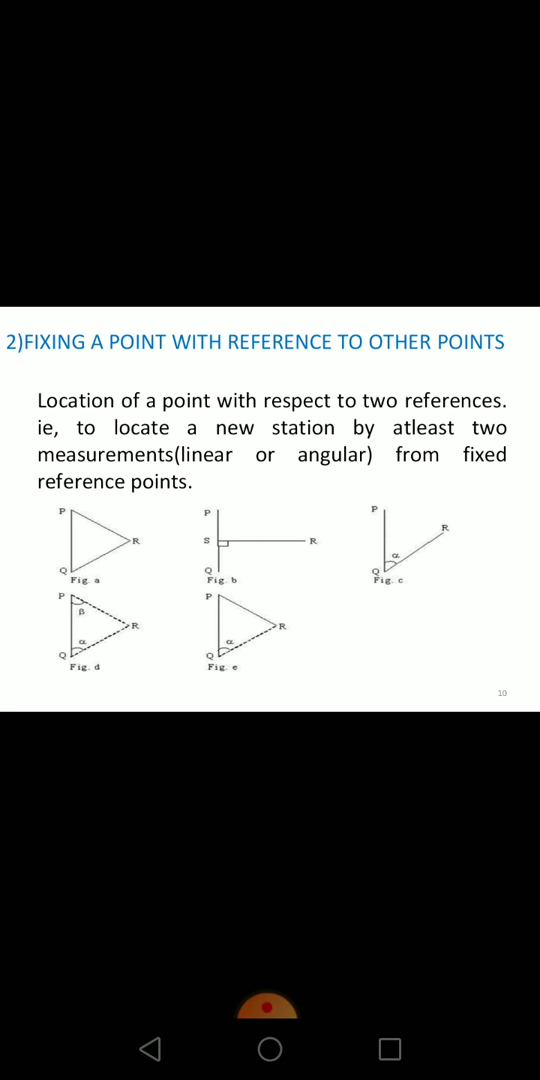 2)FIXING A POINT WITH REFERENCE TO OTHER POINTS
Location of a point with respect to two references.
ie, to locate a new station by atleast two
measurements(linear or angular) from fixed
reference points.
P
R
Q
Fig. a
P
S
R
Q
Fig. b
P
R
α
Q
Fig. c
P
β
R
α
Q
Fig. d
P
R
α
Q
Fig. e
10